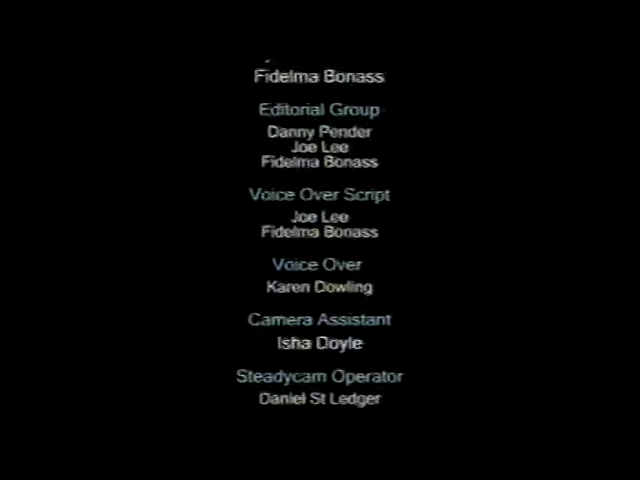 Fidelma Bonass
Editorial Group
Danny Pender
Joe Lee
Fidelma Bonass
Voice Over Script
Joe Lee
Fidelma Bonass
Voice Over
Karen Dowling
Camera Assistant
Isha Doyle
Steadycam Operator
Daniel St Ledger